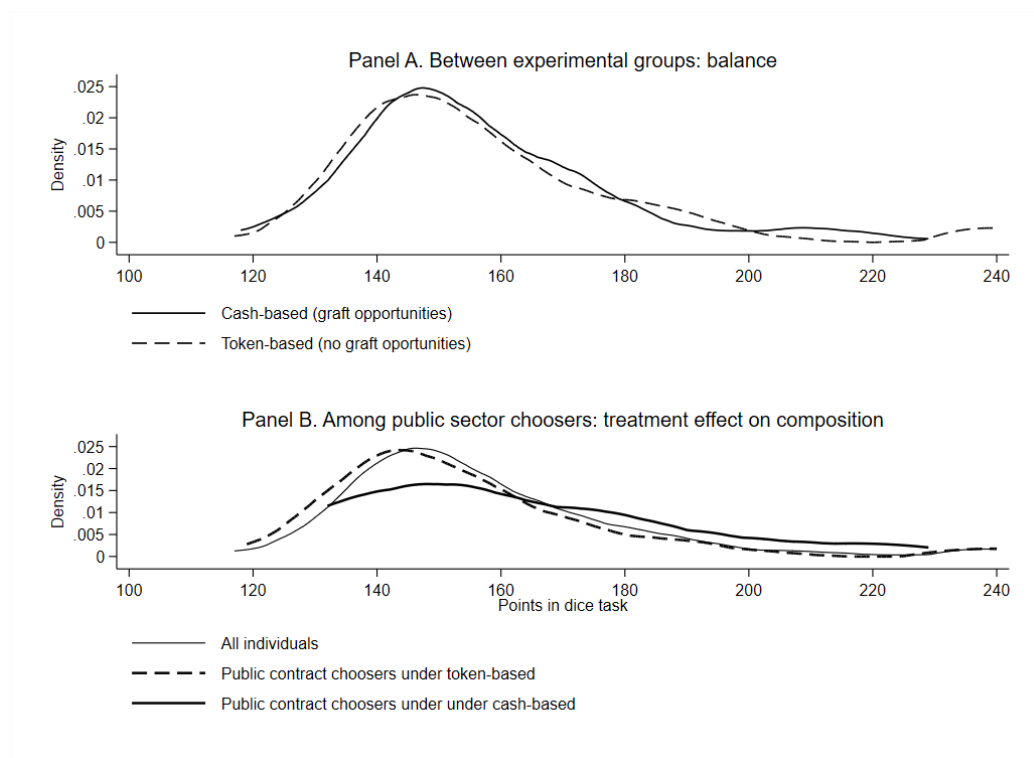 Panel A. Between experimental groups: balance
.025
.02
.015
.01
.005
0
Density
100 120 140 160 180 200 220 240
Cash-based (graft opportunities)
Token-based (no graft oportunities)
Panel B. Among public sector choosers: treatment effect on composition
.025
.02
.015
.01
.005
0
Density
100 120 140 160 180 200 220 240
Points in dice task
All individuals
Public contract choosers under token-based
Public contract choosers under under cash-based